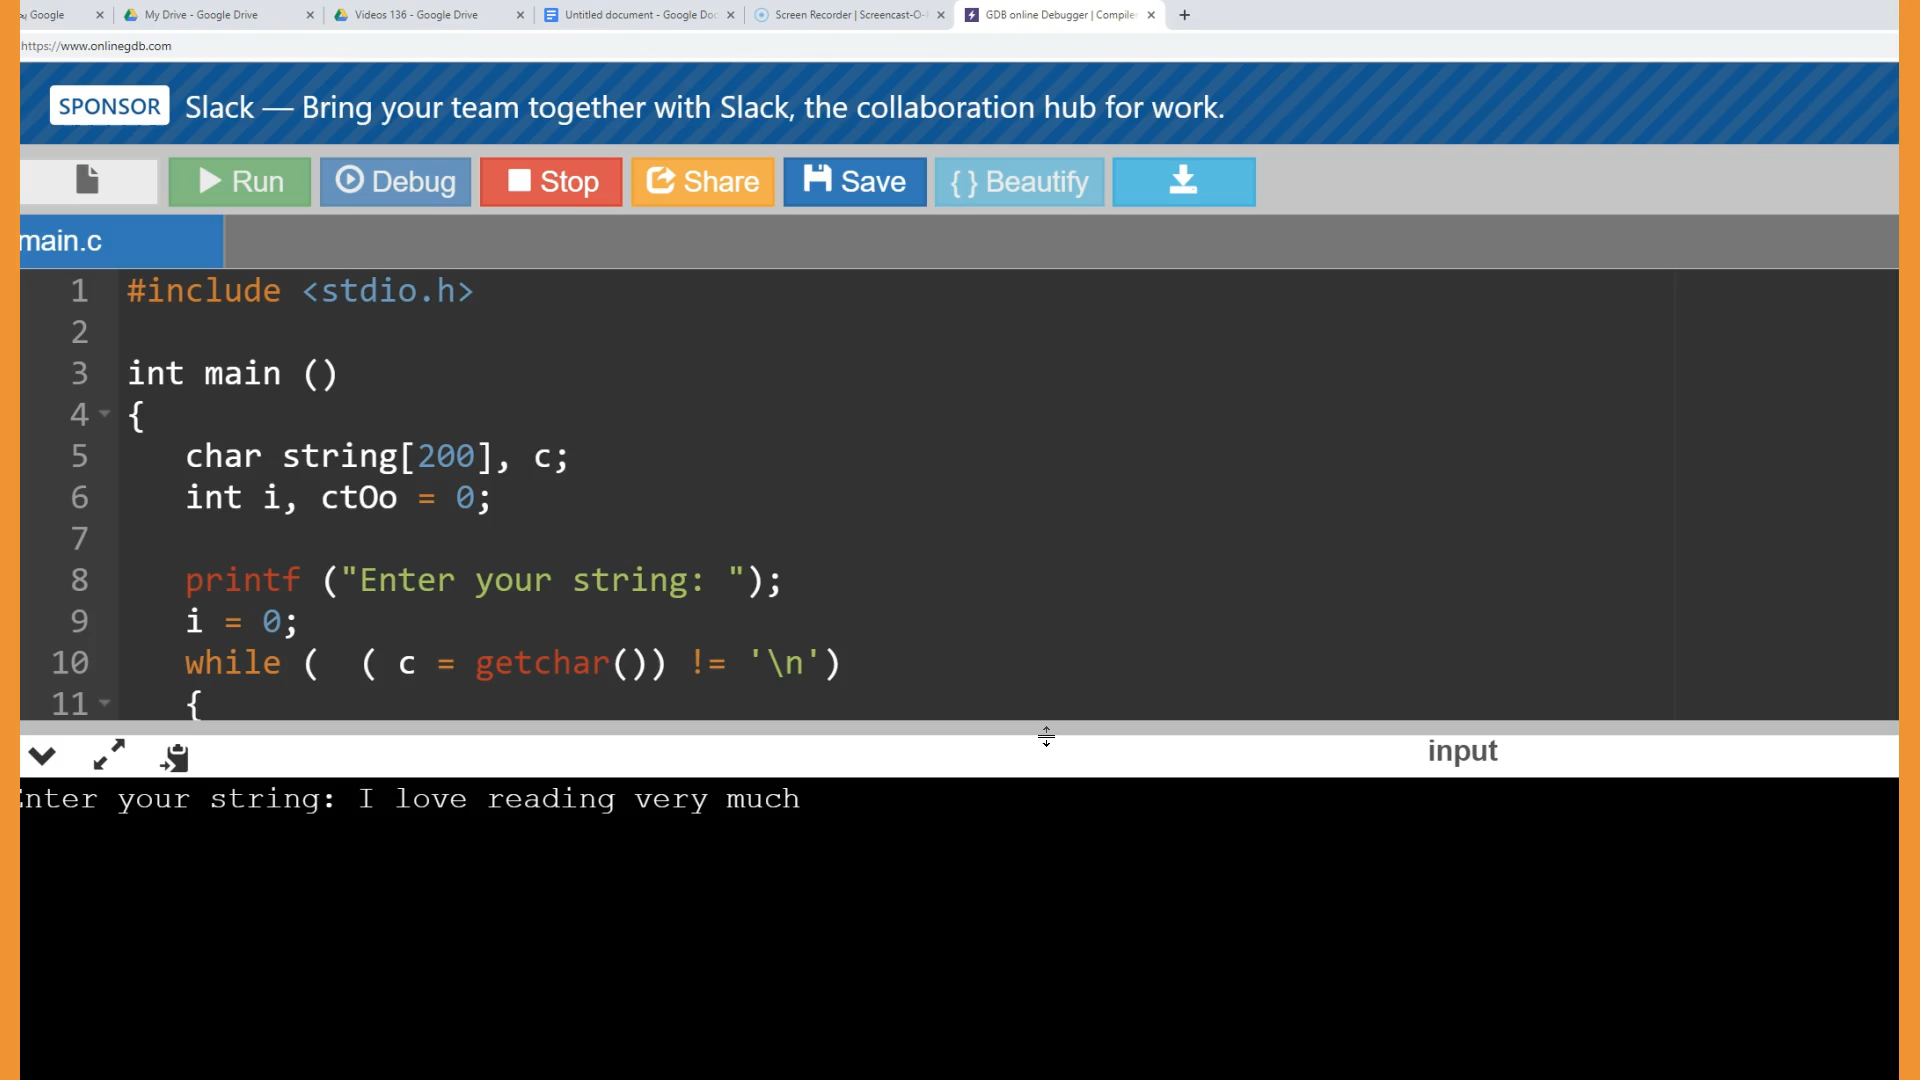 Google
My Drive - Google Drive
Videos 136 - Google Drive
Untitled document - Google Doc
Screen Recorder | Screencast-O-
GDB online Debugger | Compiler
https://www.onlinegdb.com
SPONSOR Slack — Bring your team together with Slack, the collaboration hub for work.
Run Debug Stop Share Save { } Beautify
main.c
1 #include <stdio.h>
2
3 int main ()
4 {
5 char string[200], c;
6 int i, ctOo = 0;
7
8 printf ("Enter your string: ");
9 i = 0;
10 while ( ( c = getchar()) != '\n')
11 {
input
Enter your string: I love reading very much